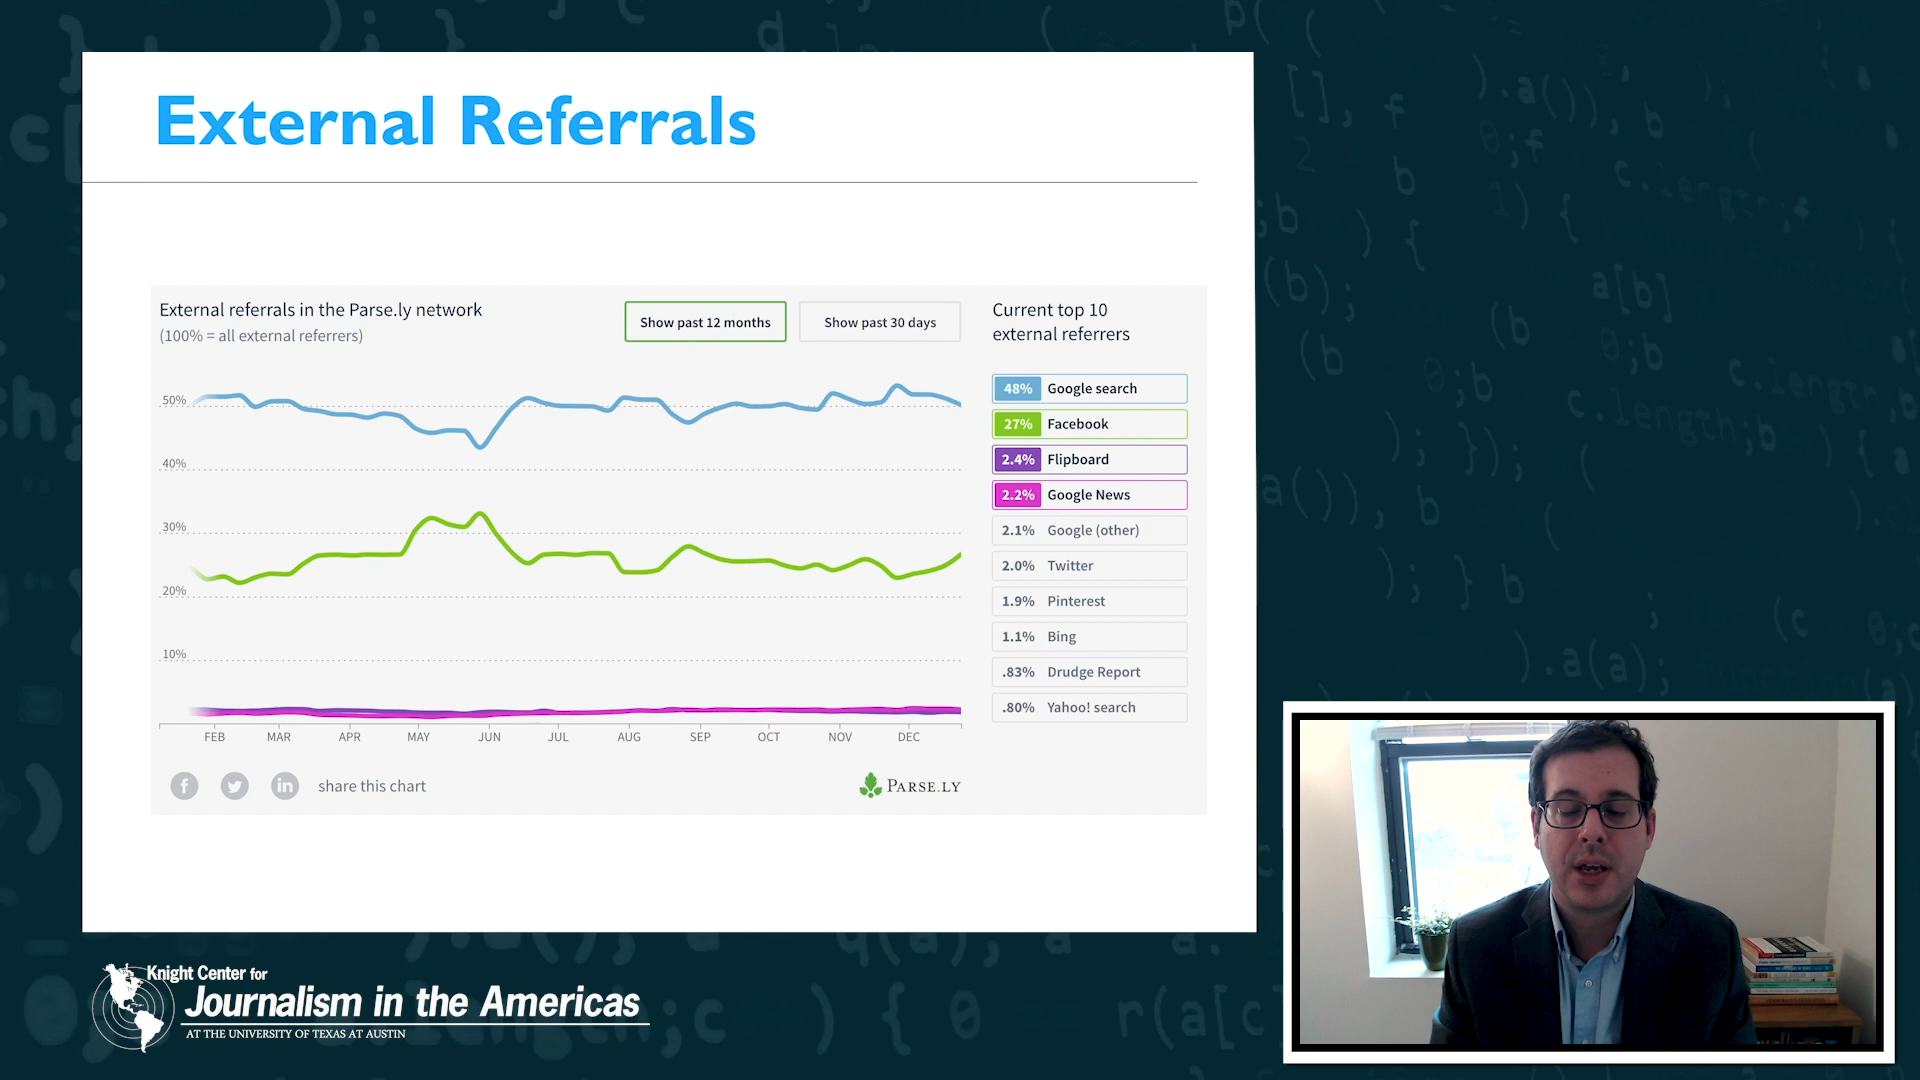 External Referrals
External referrals in the Parse.ly network
(100% = all external referrers)
Show past 12 months
Show past 30 days
50%
40%
30%
20%
10%
FEB MAR APR MAY JUN JUL AUG SEP OCT NOV DEC
share this chart
PARSE.LY
Current top 10
external referrers
48% Google search
27% Facebook
2.4% Flipboard
2.2% Google News
2.1% Google (other)
2.0% Twitter
1.9% Pinterest
1.1% Bing
.83% Drudge Report
.80% Yahoo! search
Knight Center for
Journalism in the Americas
AT THE UNIVERSITY OF TEXAS AT AUSTIN